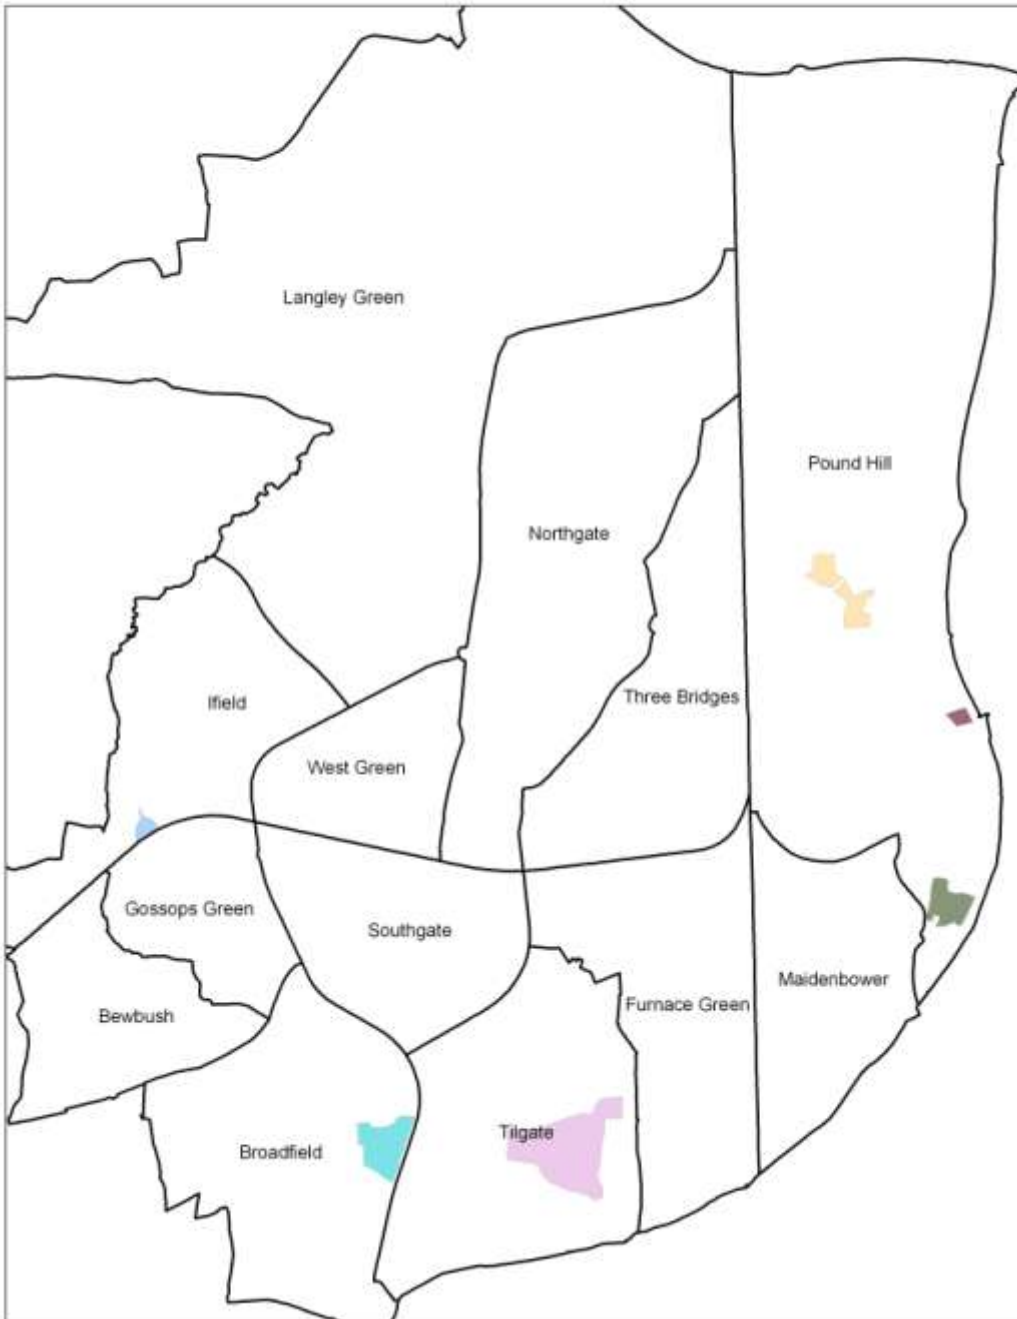 Langley Green
Pound Hill
Northgate
Three Bridges
Ifield
West Green
Gossops Green
Southgate
Maidenbower
Furnace Green
Bewbush
Tilgate
Broadfield